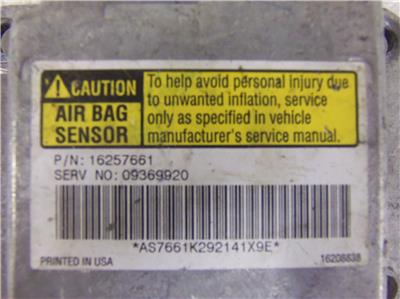 CAUTION
AIR BAG
SENSOR
To help avoid personal injury due
to unwanted inflation, service
only as specified in vehicle
manufacturer's service manual.
P/N: 16257661
SERV NO: 09369920
*AS7661K292141X9E*
PRINTED IN USA
16208838